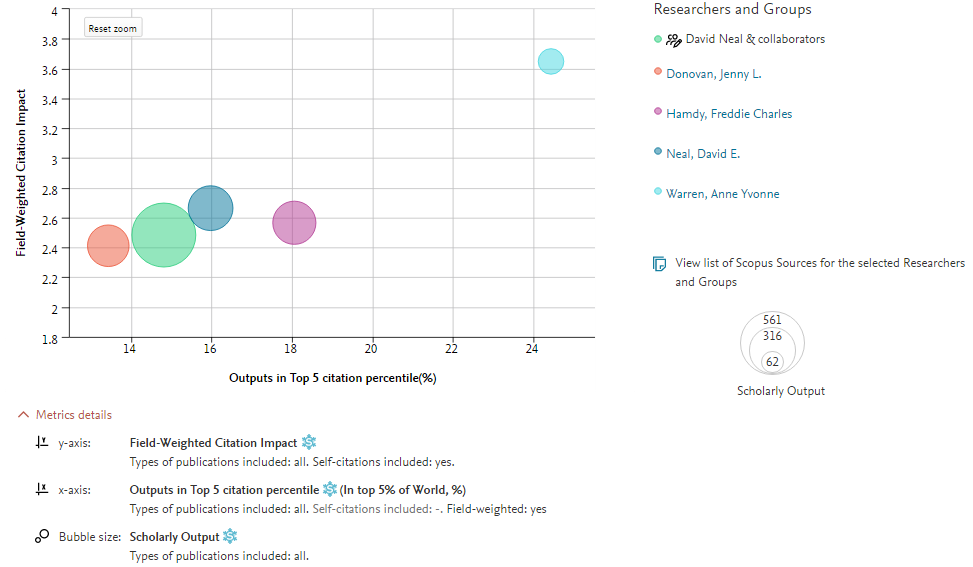 Researchers and Groups
David Neal & collaborators
Donovan, Jenny L.
Hamdy, Freddie Charles
Neal, David E.
Warren, Anne Yvonne
View list of Scopus Sources for the selected Researchers
and Groups
561
316
62
Scholarly Output
Reset zoom
Field-Weighted Citation Impact
4
3.8
3.6
3.4
3.2
3
2.8
2.6
2.4
2.2
2
1.8
14
16
18
20
22
24
Outputs in Top 5 citation percentile(%)
Metrics details
y-axis:
Field-Weighted Citation Impact
Types of publications included: all. Self-citations included: yes.
x-axis:
Outputs in Top 5 citation percentile (In top 5% of World, %)
Types of publications included: all. Self-citations included: -. Field-weighted: yes
Bubble size: Scholarly Output
Types of publications included: all.